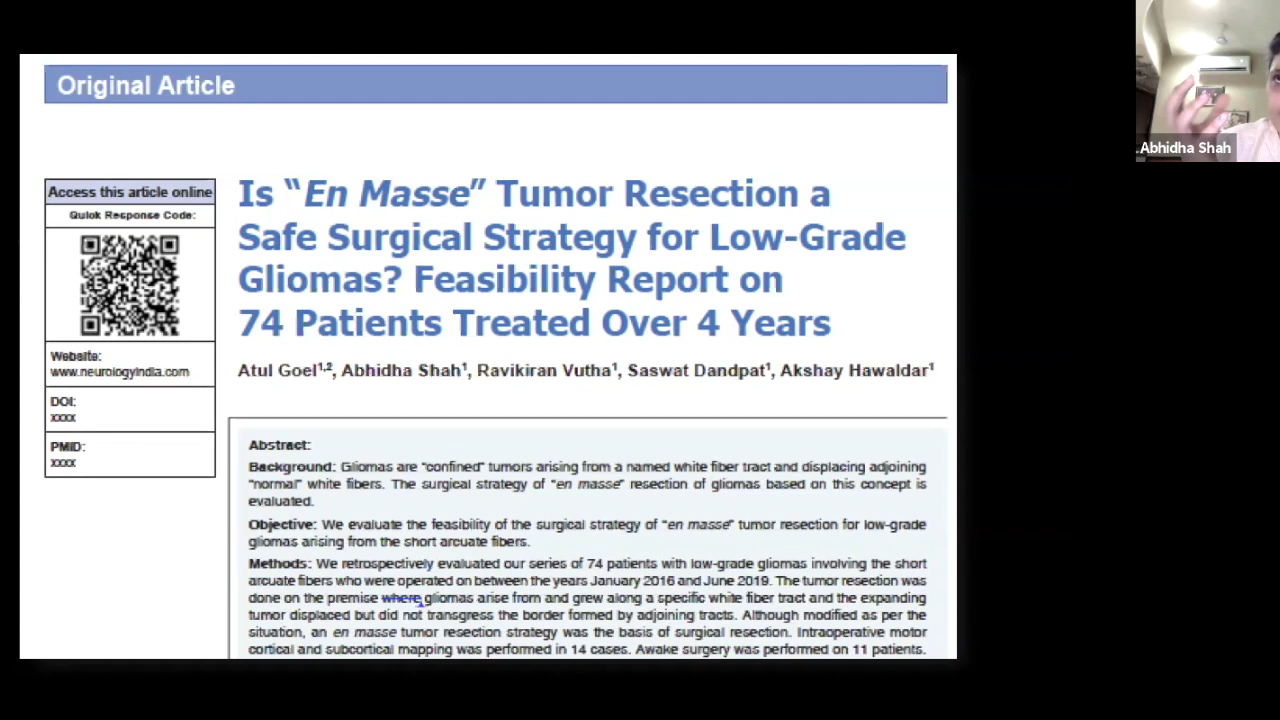 Original Article
Access this article online
Quick Response Code:
Website:
www.neurologyindia.com
DOI:
xxxx
PMID:
xxxx
Is “En Masse” Tumor Resection a
Safe Surgical Strategy for Low-Grade
Gliomas? Feasibility Report on
74 Patients Treated Over 4 Years
Atul Goel1,2, Abhidha Shah1, Ravikiran Vutha1, Saswat Dandpat1, Akshay Hawaldar1
Abstract:
Background: Gliomas are “confined” tumors arising from a named white fiber tract and displacing adjoining
“normal” white fibers. The surgical strategy of “en masse” resection of gliomas based on this concept is
evaluated.
Objective: We evaluate the feasibility of the surgical strategy of “en masse” tumor resection for low-grade
gliomas arising from the short arcuate fibers.
Methods: We retrospectively evaluated our series of 74 patients with low-grade gliomas involving the short
arcuate fibers who were operated on between the years January 2016 and June 2019. The tumor resection was
done on the premise where gliomas arise from and grew along a specific white fiber tract and the expanding
tumor displaced but did not transgress the border formed by adjoining tracts. Although modified as per the
situation, an en masse tumor resection strategy was the basis of surgical resection. Intraoperative motor
cortical and subcortical mapping was performed in 14 cases. Awake surgery was performed on 11 patients.
Abhidha Shah